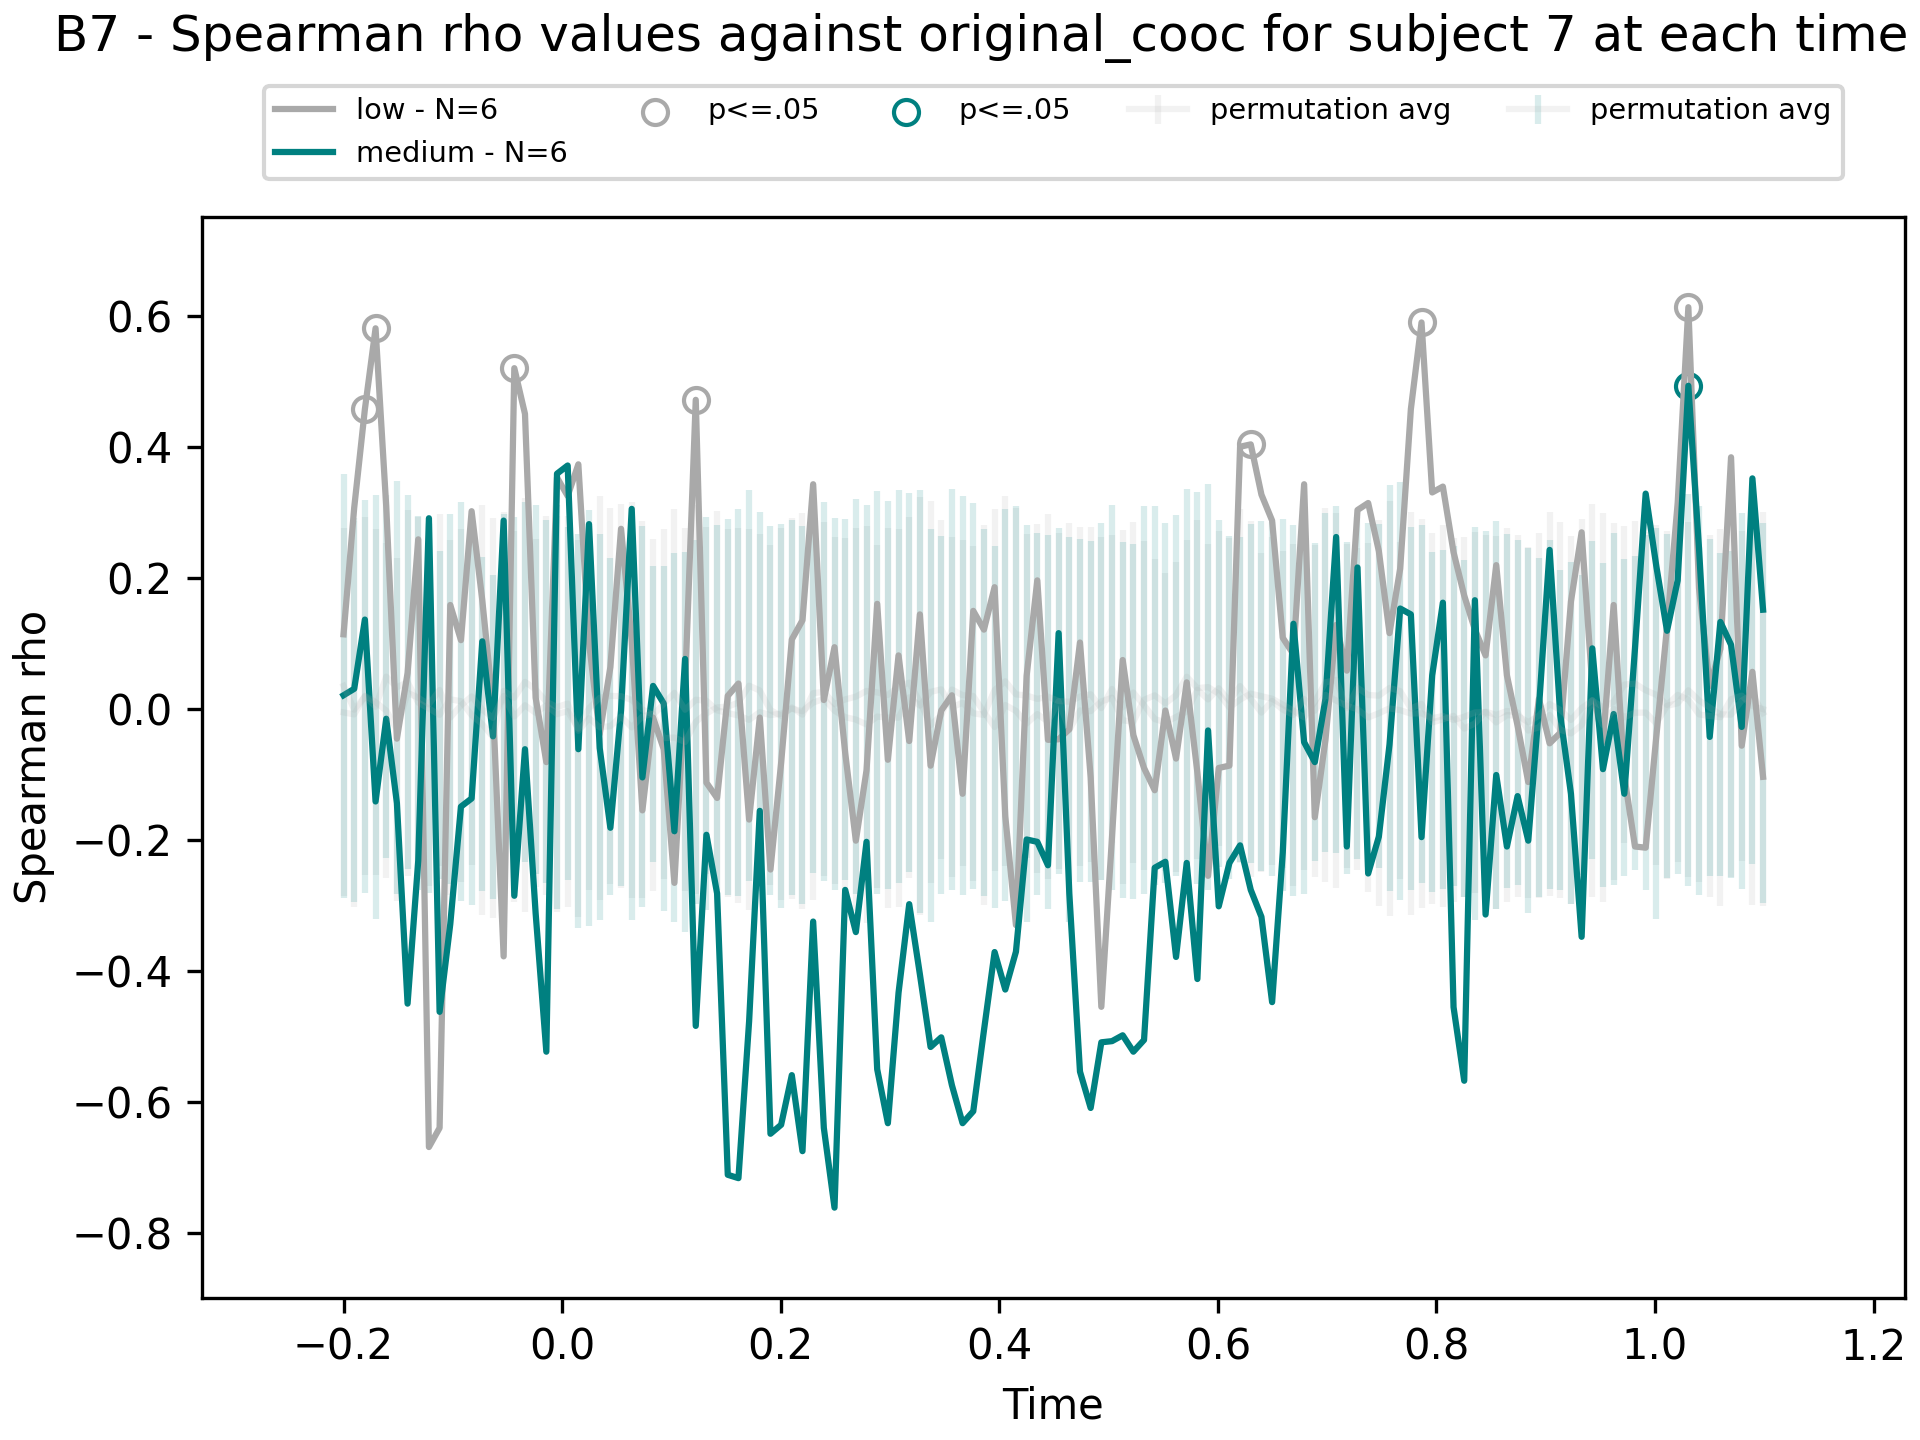 B7 - Spearman rho values against original_cooc for subject 7 at each time
low - N=6
medium - N=6
p<=.05
p<=.05
permutation avg
permutation avg
Spearman rho
0.6
0.4
0.2
0.0
−0.2
−0.4
−0.6
−0.8
−0.2
0.0
0.2
0.4
0.6
0.8
1.0
1.2
Time